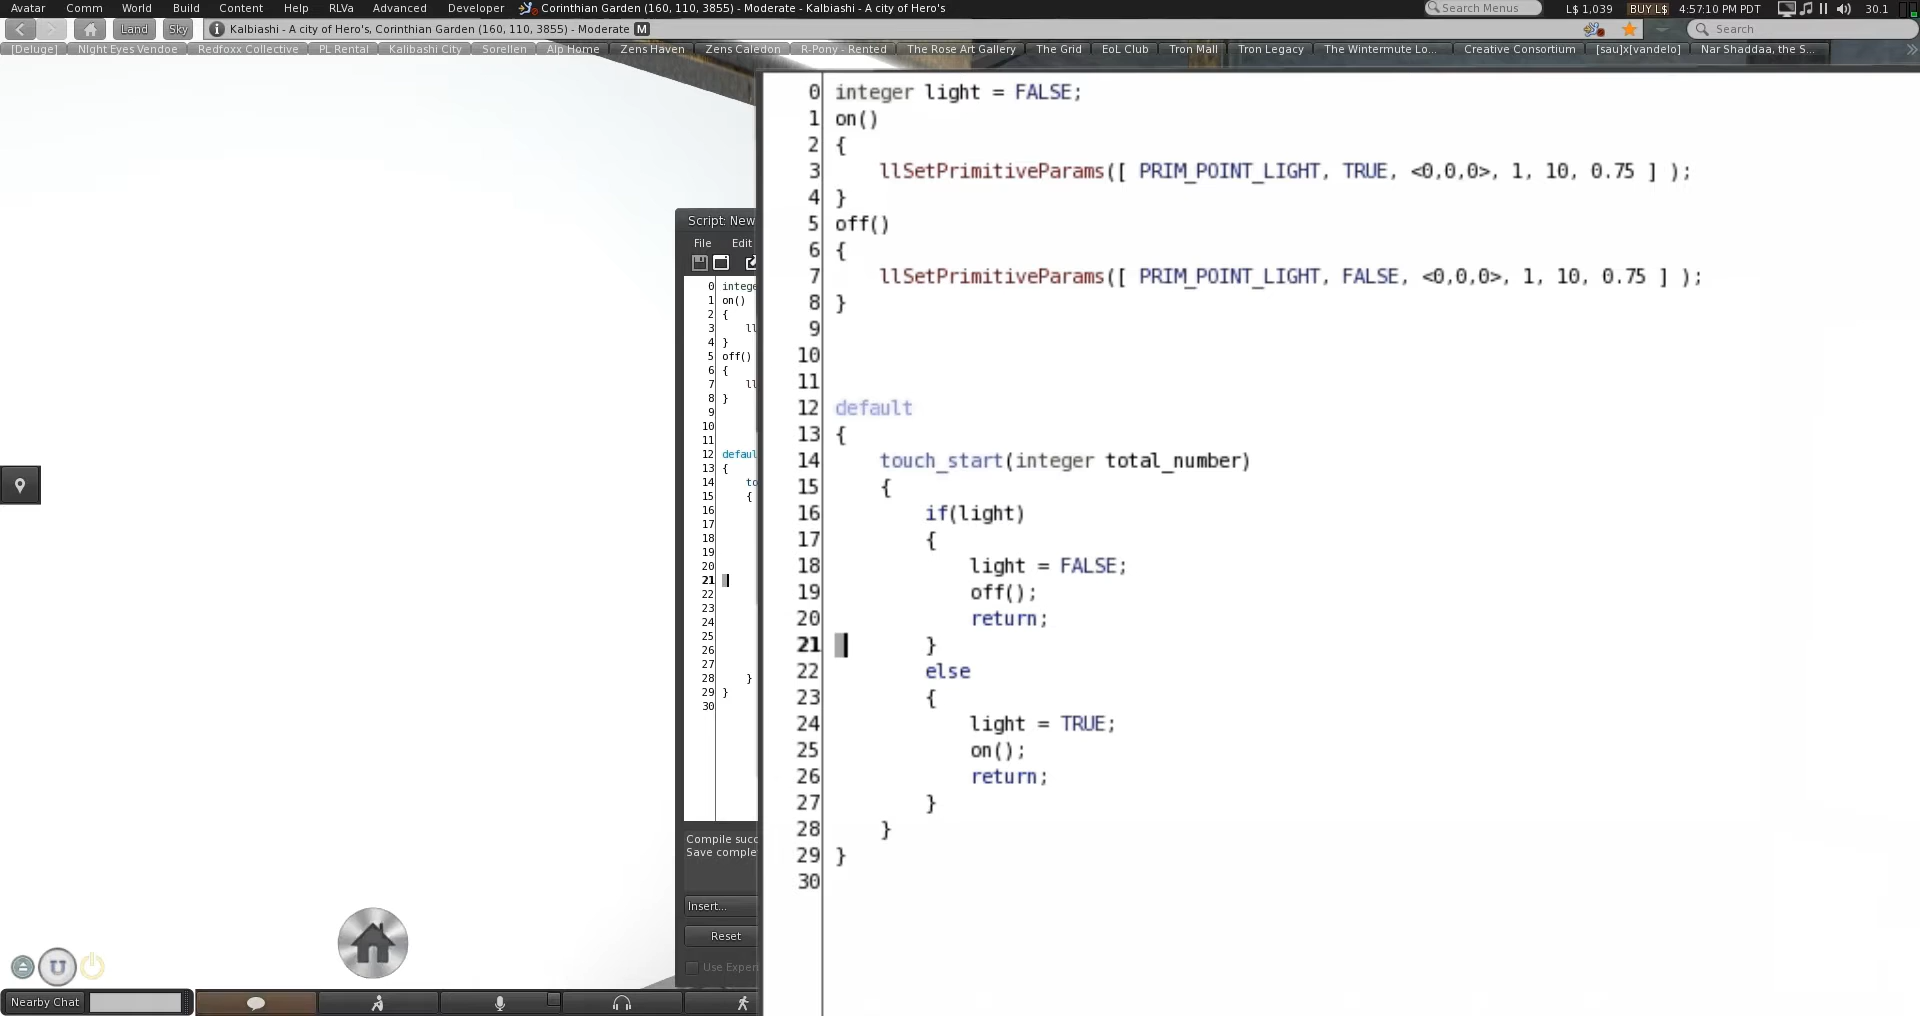 Avatar Comm World Build Content Help RLVa Advanced Developer Corinthian Garden (160, 110, 3855) - Moderate - Kalbiashi - A city of Hero's Search Menus L$ 1,039 BUY L$ 4:57:10 PM PDT 30.1
Land Sky Kalbiashi - A city of Hero's, Corinthian Garden (160, 110, 3855) - Moderate M Search
[Deluge] Night Eyes Vendoe Redfoxx Collective PL Rental Kalibashi City Sorellen Alp Home Zens Haven Zens Caledon R-Pony - Rented The Rose Art Gallery The Grid EoL Club Tron Mall Tron Legacy The Wintermute Lo... Creative Consortium [sau]x[vandelo] Nar Shaddaa, the S...
0 integer light = FALSE;
1 on()
2 {
3 llSetPrimitiveParams([ PRIM_POINT_LIGHT, TRUE, <0,0,0>, 1, 10, 0.75 ] );
4 }
5 off()
6 {
7 llSetPrimitiveParams([ PRIM_POINT_LIGHT, FALSE, <0,0,0>, 1, 10, 0.75 ] );
8 }
9
10
11
12 default
13 {
14 touch_start(integer total_number)
15 {
16 if(light)
17 {
18 light = FALSE;
19 off();
20 return;
21 }
22 else
23 {
24 light = TRUE;
25 on();
26 return;
27 }
28 }
29 }
30
Script: New
File Edit
0 intege
1 on()
2 {
3 ll
4 }
5 off()
6 {
7 ll
8 }
9
10
11
12 defaul
13 {
14 to
15 {
16
17
18
19
20
21
22
23
24
25
26
27
28 }
29 }
30
Compile succ
Save comple
Insert...
Reset
Use Expen
Nearby Chat